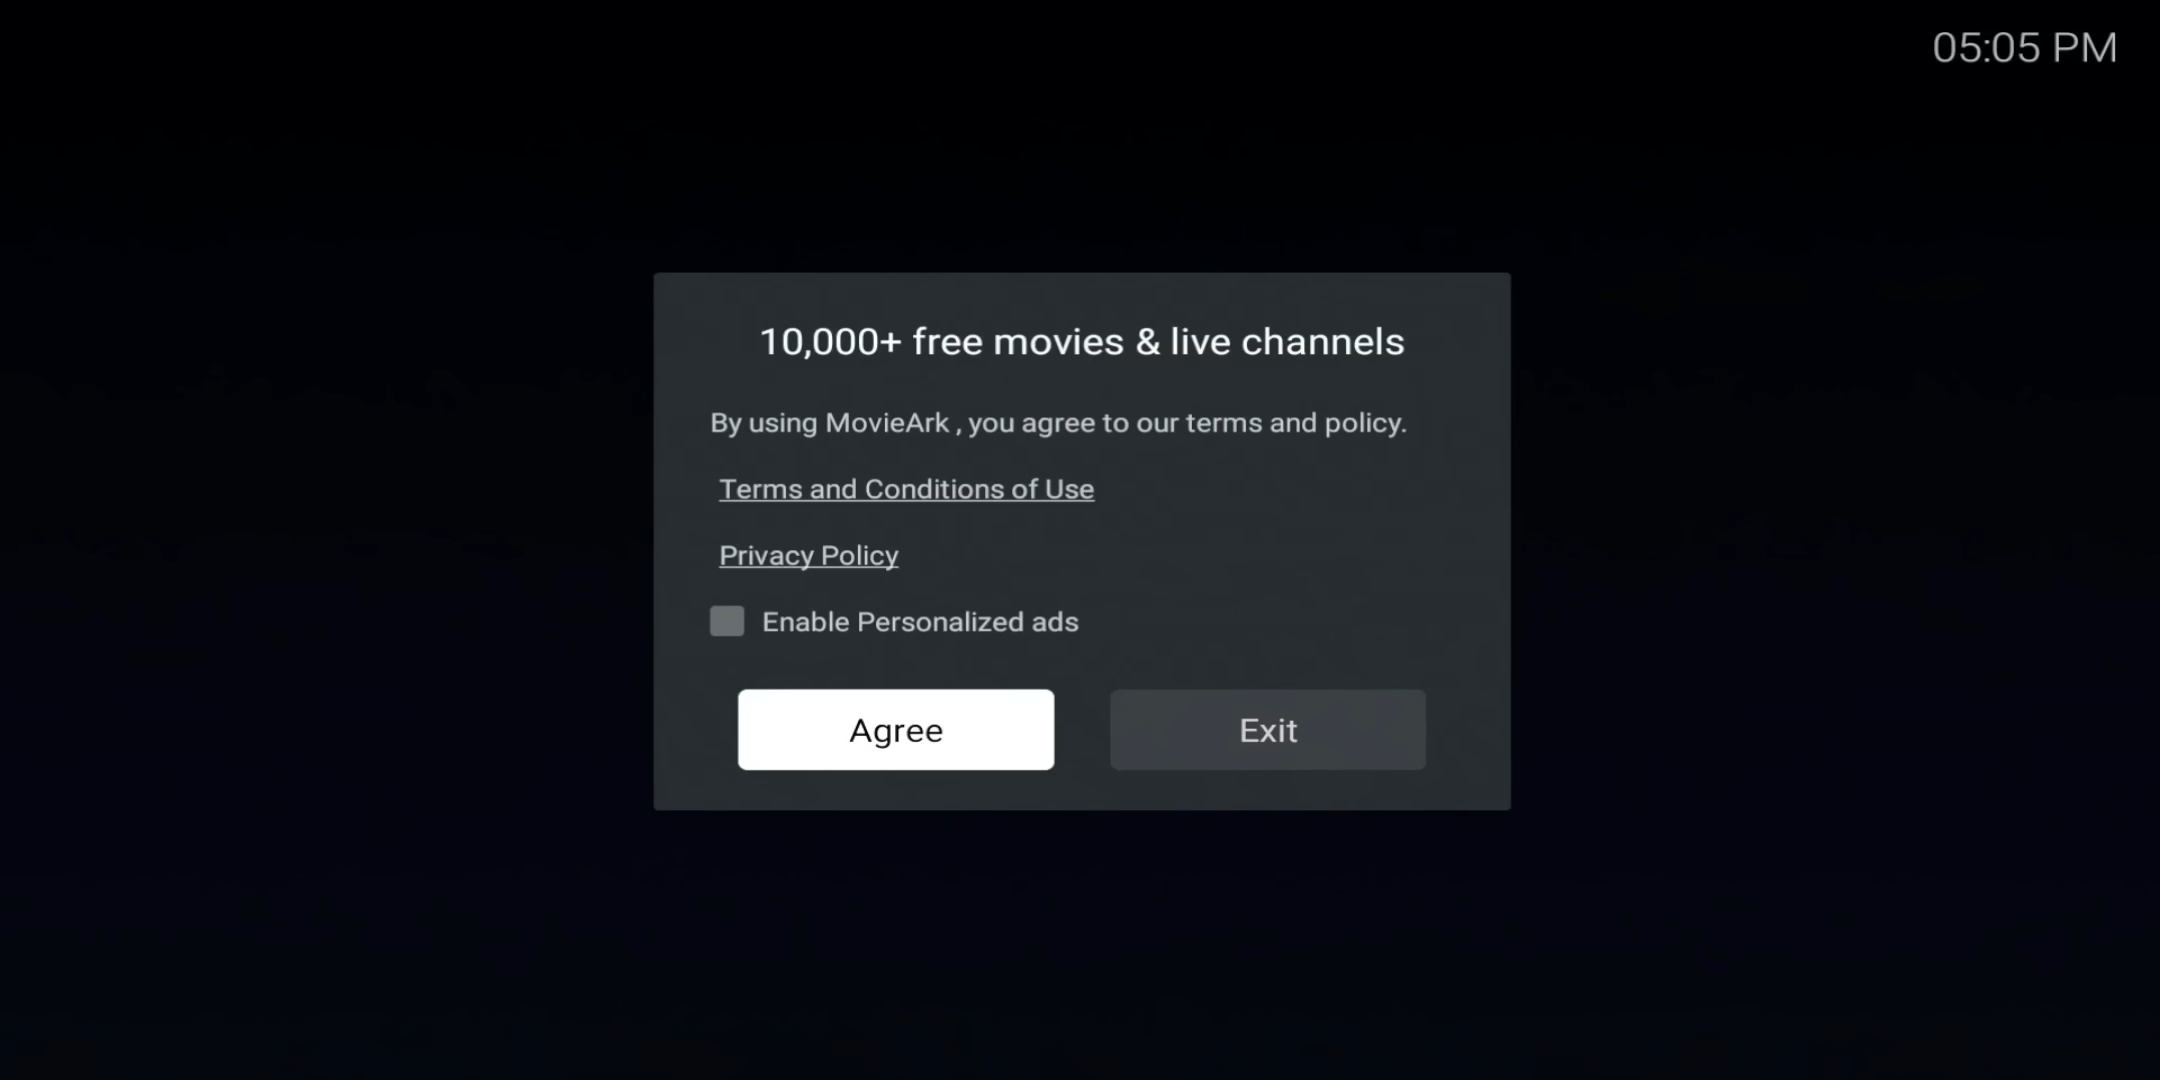 05:05 PM
10,000+ free movies & live channels
By using MovieArk , you agree to our terms and policy.
Terms and Conditions of Use
Privacy Policy
Enable Personalized ads
Agree
Exit